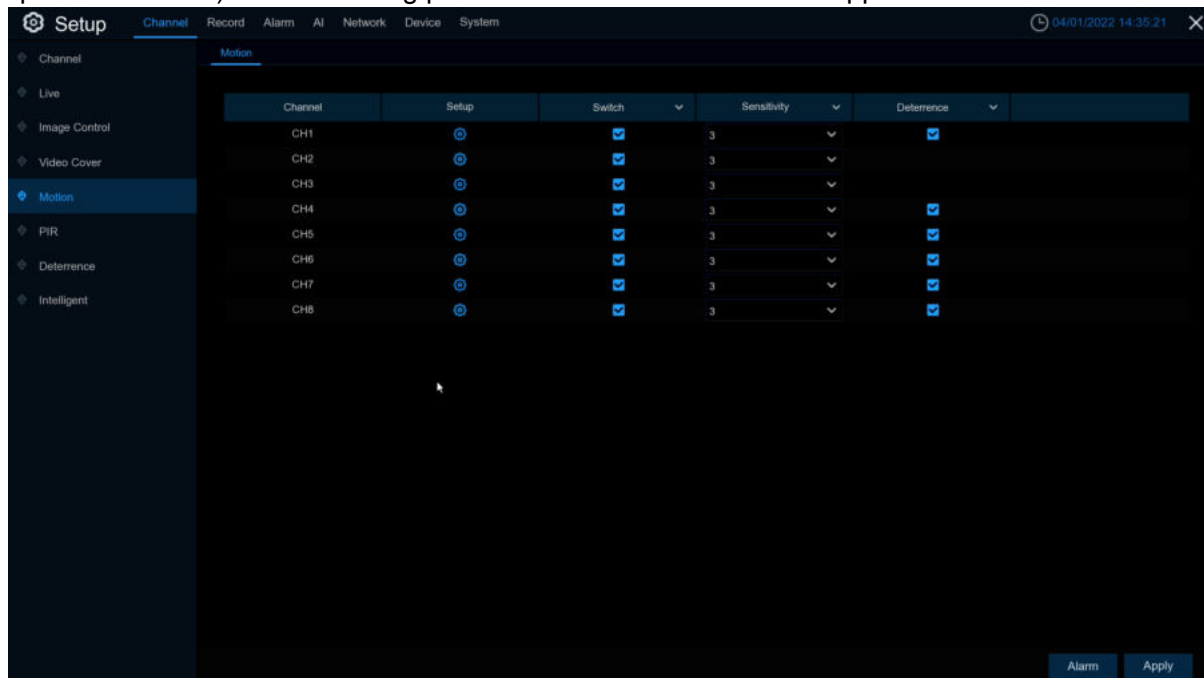 Setup Channel Record Alarm AI Network Device System 04/01/2022 14:35:21
Channel
Live
Image Control
Video Cover
Motion
PIR
Deterrence
Intelligent
Motion
Channel Setup Switch Sensitivity Deterrence
CH1 3
CH2 3
CH3 3
CH4 3
CH5 3
CH6 3
CH7 3
CH8 3
Alarm Apply